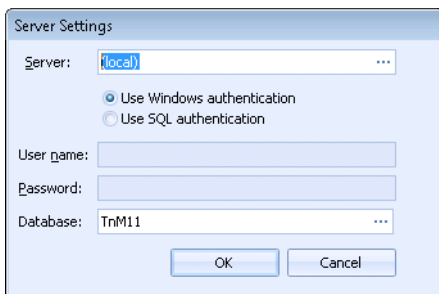 Server Settings
Server: (local) ...
Use Windows authentication
Use SQL authentication
User name:
Password:
Database: TnM11 ...
OK Cancel